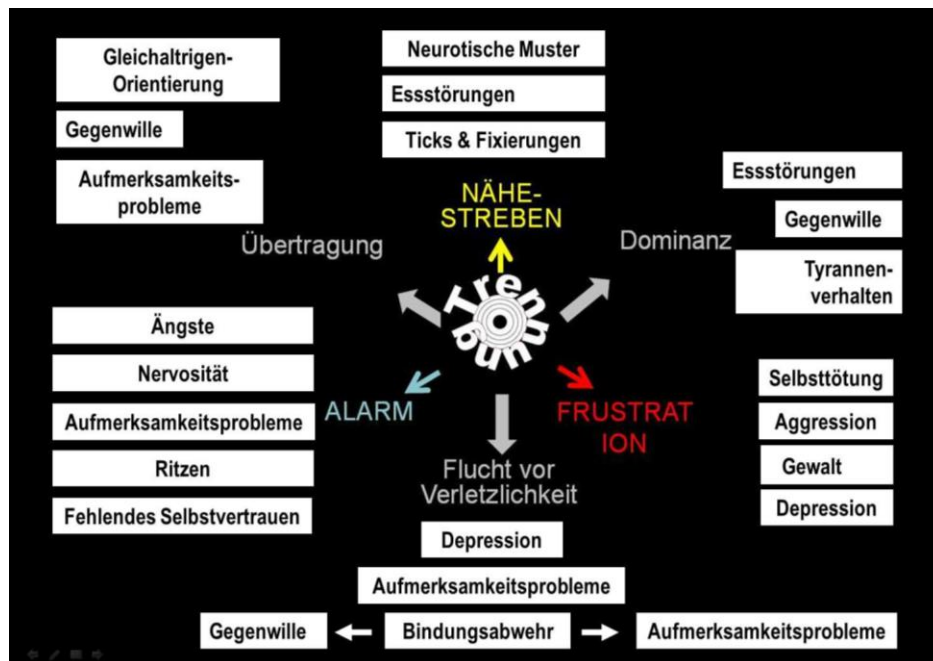 Gleichaltrigen-
Orientierung
Gegenwille
Aufmerksamkeits-
probleme
Übertragung
Neurotische Muster
Essstörungen
Ticks & Fixierungen
NÄHE-
STREBEN
Dominanz
Essstörungen
Gegenwille
Tyrannen-
verhalten
Trennung
Ängste
Nervosität
Aufmerksamkeitsprobleme
Ritzen
Fehlendes Selbstvertrauen
ALARM
FRUSTRAT
ION
Selbsttötung
Aggression
Gewalt
Depression
Flucht vor
Verletzlichkeit
Depression
Aufmerksamkeitsprobleme
Gegenwille
Bindungsabwehr
Aufmerksamkeitsprobleme